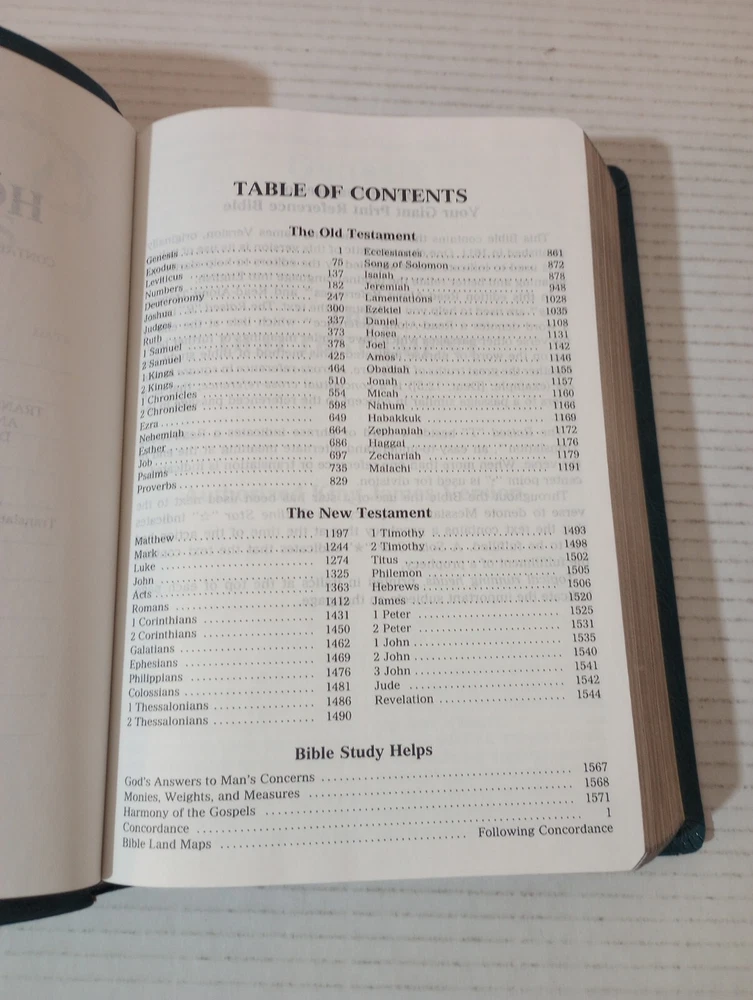 TABLE OF CONTENTS
The Old Testament
Genesis 1
Exodus 75
Leviticus 137
Numbers 182
Deuteronomy 247
Joshua 300
Judges 337
Ruth 373
1 Samuel 378
2 Samuel 425
1 Kings 464
2 Kings 510
1 Chronicles 554
2 Chronicles 598
Ezra 649
Nehemiah 664
Esther 686
Job 697
Psalms 735
Proverbs 829
Ecclesiastes 861
Song of Solomon 872
Isaiah 878
Jeremiah 948
Lamentations 1028
Ezekiel 1035
Daniel 1108
Hosea 1131
Joel 1142
Amos 1146
Obadiah 1155
Jonah 1157
Micah 1160
Nahum 1166
Habakkuk 1169
Zephaniah 1172
Haggai 1176
Zechariah 1179
Malachi 1191
The New Testament
Matthew 1197
Mark 1244
Luke 1274
John 1325
Acts 1363
Romans 1412
1 Corinthians 1431
2 Corinthians 1450
Galatians 1462
Ephesians 1469
Philippians 1476
Colossians 1481
1 Thessalonians 1486
2 Thessalonians 1490
1 Timothy 1493
2 Timothy 1498
Titus 1502
Philemon 1505
Hebrews 1506
James 1520
1 Peter 1525
2 Peter 1531
1 John 1535
2 John 1540
3 John 1541
Jude 1542
Revelation 1544
Bible Study Helps
God's Answers to Man's Concerns 1567
Monies, Weights, and Measures 1568
Harmony of the Gospels 1571
Concordance 1
Bible Land Maps Following Concordance